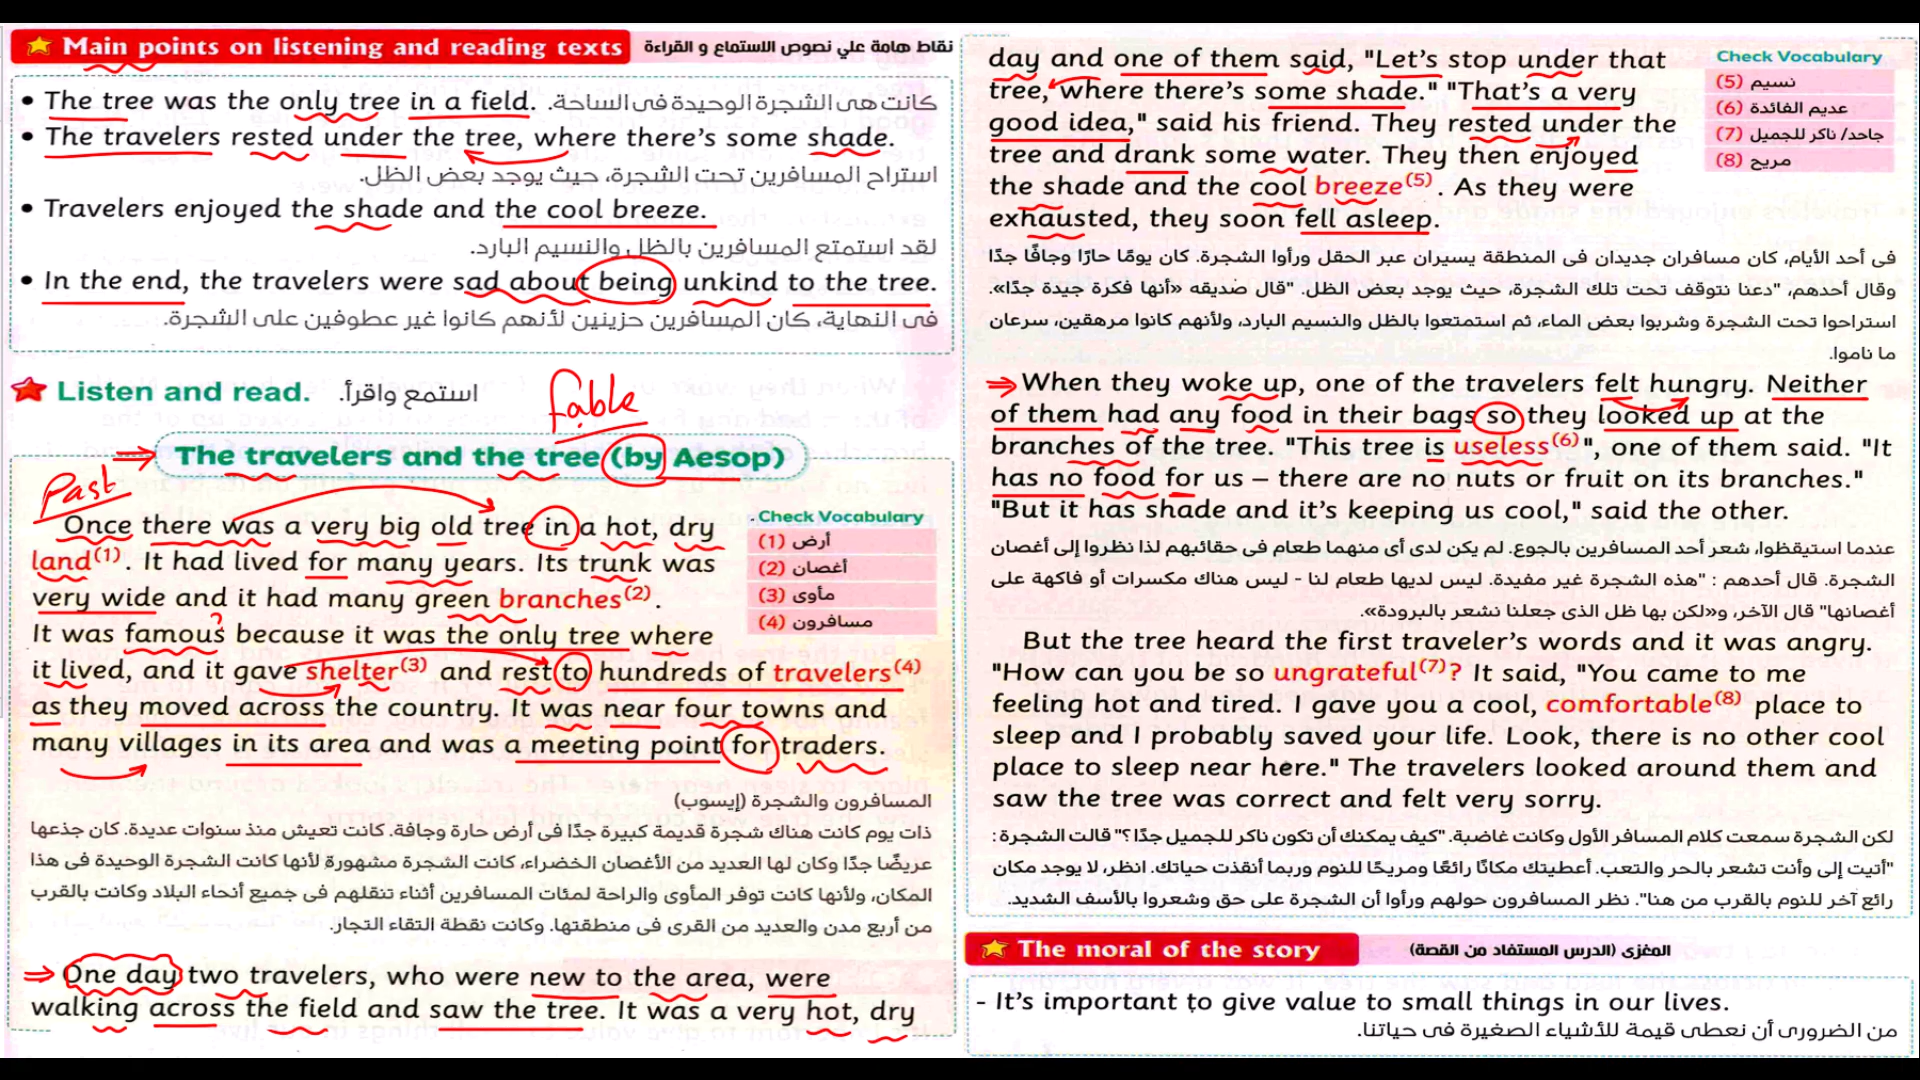 Main points on listening and reading texts نقاط هامة علي نصوص الاستماع و القراءة
• The tree was the only tree in a field. كانت هى الشجرة الوحيدة فى الساحة.
• The travelers rested under the tree, where there's some shade.
استراح المسافرين تحت الشجرة، حيث يوجد بعض الظل.
• Travelers enjoyed the shade and the cool breeze.
لقد استمتع المسافرين بالظل والنسيم البارد.
• In the end, the travelers were sad about being unkind to the tree.
فى النهاية، كان المسافرين حزينين لأنهم كانوا غير عطوفين على الشجرة.
Listen and read. استمع واقرأ.
fable
The travelers and the tree (by Aesop)
Past
Once there was a very big old tree in a hot, dry
land(1). It had lived for many years. Its trunk was
very wide and it had many green branches(2).
It was famous because it was the only tree where
?
it lived, and it gave shelter(3) and rest to hundreds of travelers(4)
as they moved across the country. It was near four towns and
many villages in its area and was a meeting point for traders.
Check Vocabulary
(1) أرض
(2) أغصان
(3) مأوى
(4) مسافرون
المسافرون والشجرة (إيسوب)
ذات يوم كانت هناك شجرة قديمة كبيرة جدًا فى أرض حارة وجافة. كانت تعيش منذ سنوات عديدة. كان جذعها
عريضًا جدًا وكان لها العديد من الأغصان الخضراء، كانت الشجرة مشهورة لأنها كانت الشجرة الوحيدة فى هذا
المكان، ولأنها كانت توفر المأوى والراحة لمئات المسافرين أثناء تنقلهم فى جميع أنحاء البلاد وكانت بالقرب
من أربع مدن والعديد من القرى فى منطقتها. وكانت نقطة التقاء التجار.
One day two travelers, who were new to the area, were
walking across the field and saw the tree. It was a very hot, dry
day and one of them said, "Let's stop under that
tree, where there's some shade." "That's a very
good idea," said his friend. They rested under the
tree and drank some water. They then enjoyed
the shade and the cool breeze(5). As they were
exhausted, they soon fell asleep.
Check Vocabulary
(5) نسيم
(6) عديم الفائدة
(7) جاحد/ ناكر للجميل
(8) مريح
فى أحد الأيام، كان مسافران جديدان فى المنطقة يسيران عبر الحقل ورأوا الشجرة. كان يومًا حارًا وجافًا جدًا
وقال أحدهم، "دعنا نتوقف تحت تلك الشجرة، حيث يوجد بعض الظل. "قال صديقه «أنها فكرة جيدة جدًا».
استراحوا تحت الشجرة وشربوا بعض الماء، ثم استمتعوا بالظل والنسيم البارد، ولأنهم كانوا مرهقين، سرعان
ما ناموا.
When they woke up, one of the travelers felt hungry. Neither
of them had any food in their bags so they looked up at the
branches of the tree. "This tree is useless(6)", one of them said. "It
has no food for us – there are no nuts or fruit on its branches."
"But it has shade and it's keeping us cool," said the other.
عندما استيقظوا، شعر أحد المسافرين بالجوع. لم يكن لدى أى منهما طعام فى حقائبهم لذا نظروا إلى أغصان
الشجرة. قال أحدهم : "هذه الشجرة غير مفيدة. ليس لديها طعام لنا - ليس هناك مكسرات أو فاكهة على
أغصانها" قال الآخر، و«لكن بها ظل الذى جعلنا نشعر بالبرودة».
But the tree heard the first traveler's words and it was angry.
"How can you be so ungrateful(7)? It said, "You came to me
feeling hot and tired. I gave you a cool, comfortable(8) place to
sleep and I probably saved your life. Look, there is no other cool
place to sleep near here." The travelers looked around them and
saw the tree was correct and felt very sorry.
لكن الشجرة سمعت كلام المسافر الأول وكانت غاضبة. "كيف يمكنك أن تكون ناكر للجميل جدًا؟" قالت الشجرة :
"أتيت إلى وأنت تشعر بالحر والتعب. أعطيتك مكانًا رائعًا ومريحًا للنوم وربما أنقذت حياتك. انظر، لا يوجد مكان
رائع آخر للنوم بالقرب من هنا". نظر المسافرون حولهم ورأوا أن الشجرة على حق وشعروا بالأسف الشديد.
The moral of the story المغزى (الدرس المستفاد من القصة)
- It's important to give value to small things in our lives.
من الضرورى أن نعطى قيمة للأشياء الصغيرة فى حياتنا.